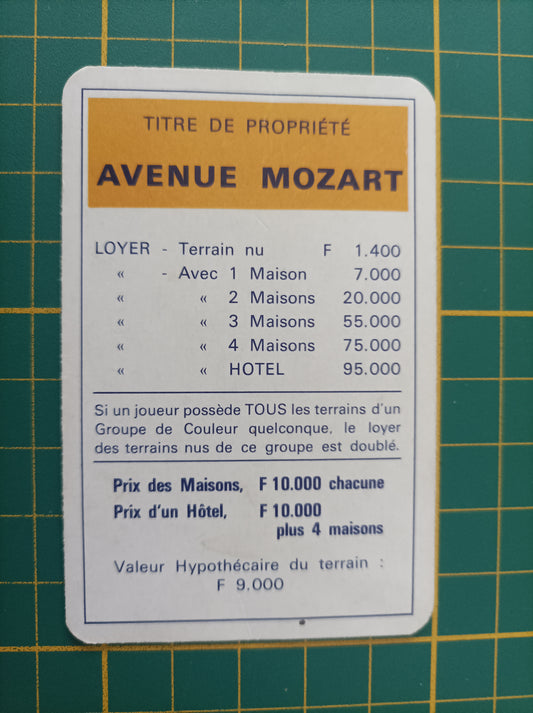 TITRE DE PROPRIÉTÉ
AVENUE MOZART
LOYER - Terrain nu F 1.400
« - Avec 1 Maison 7.000
« « 2 Maisons 20.000
« « 3 Maisons 55.000
« « 4 Maisons 75.000
« « HOTEL 95.000
Si un joueur possède TOUS les terrains d'un
Groupe de Couleur quelconque, le loyer
des terrains nus de ce groupe est doublé.
Prix des Maisons, F 10.000 chacune
Prix d'un Hôtel, F 10.000
plus 4 maisons
Valeur Hypothécaire du terrain :
F 9.000